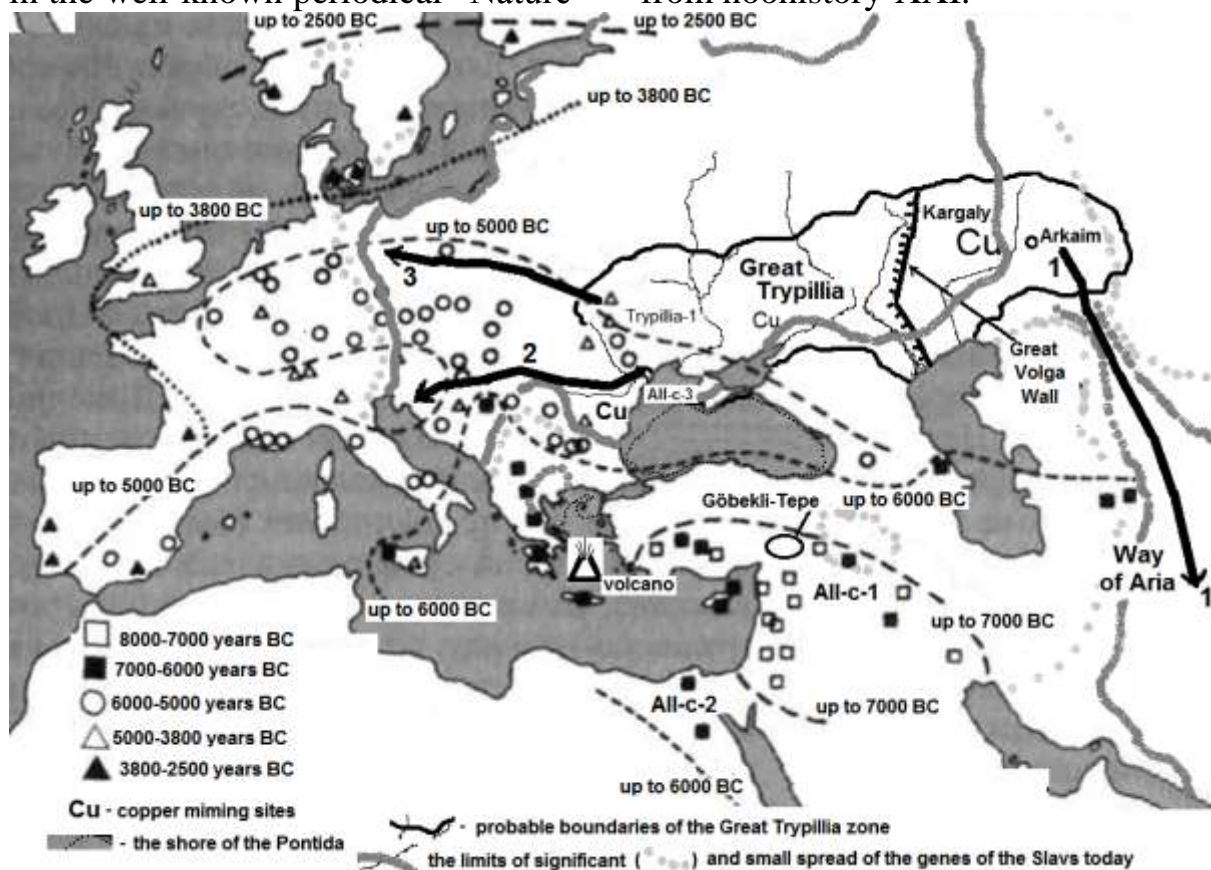 in the well-known periodical "Nature" – from noohistory-XXI.
up to 2500 BC
up to 2500 BC
up to 3800 BC
up to 3800 BC
up to 5000 BC
Kargaly
Cu
Arkaim
1
3
Great
Trypillia
Trypillia-1
Cu
Great
Volga
Wall
2
All-c-3
Cu
up to 5000 BC
Göbekli-Tepe
up to 6000 BC
volcano
Way
of Aria
1
All-c-1
up to 6000 BC
up to 7000 BC
8000-7000 years BC
7000-6000 years BC
All-c-2
up to 7000 BC
6000-5000 years BC
5000-3800 years BC
3800-2500 years BC
up to 6000 BC
Cu - copper miming sites
- the shore of the Pontida
- probable boundaries of the Great Trypillia zone
the limits of significant ( ) and small spread of the genes of the Slavs today